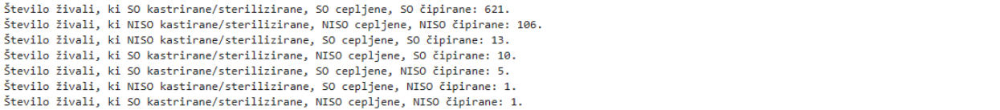 Število živali, ki SO kastrirane/sterilizirane, SO cepljene, SO čipirane: 621.
Število živali, ki NISO kastirane/sterilizirane, NISO cepljene, NISO čipirane: 106.
Število živali, ki NISO kastrirane/sterilizirane, SO cepljene, SO čipirane: 13.
Število živali, ki SO kastrirane/sterilizirane, NISO cepljene, SO čipirane: 10.
Število živali, ki SO kastrirane/sterilizirane, SO cepljene, NISO čipirane: 5.
Število živali, ki NISO kastirane/sterilizirane, SO cepljene, NISO čipirane: 1.
Število živali, ki SO kastrirane/sterilizirane, NISO cepljene, NISO čipirane: 1.